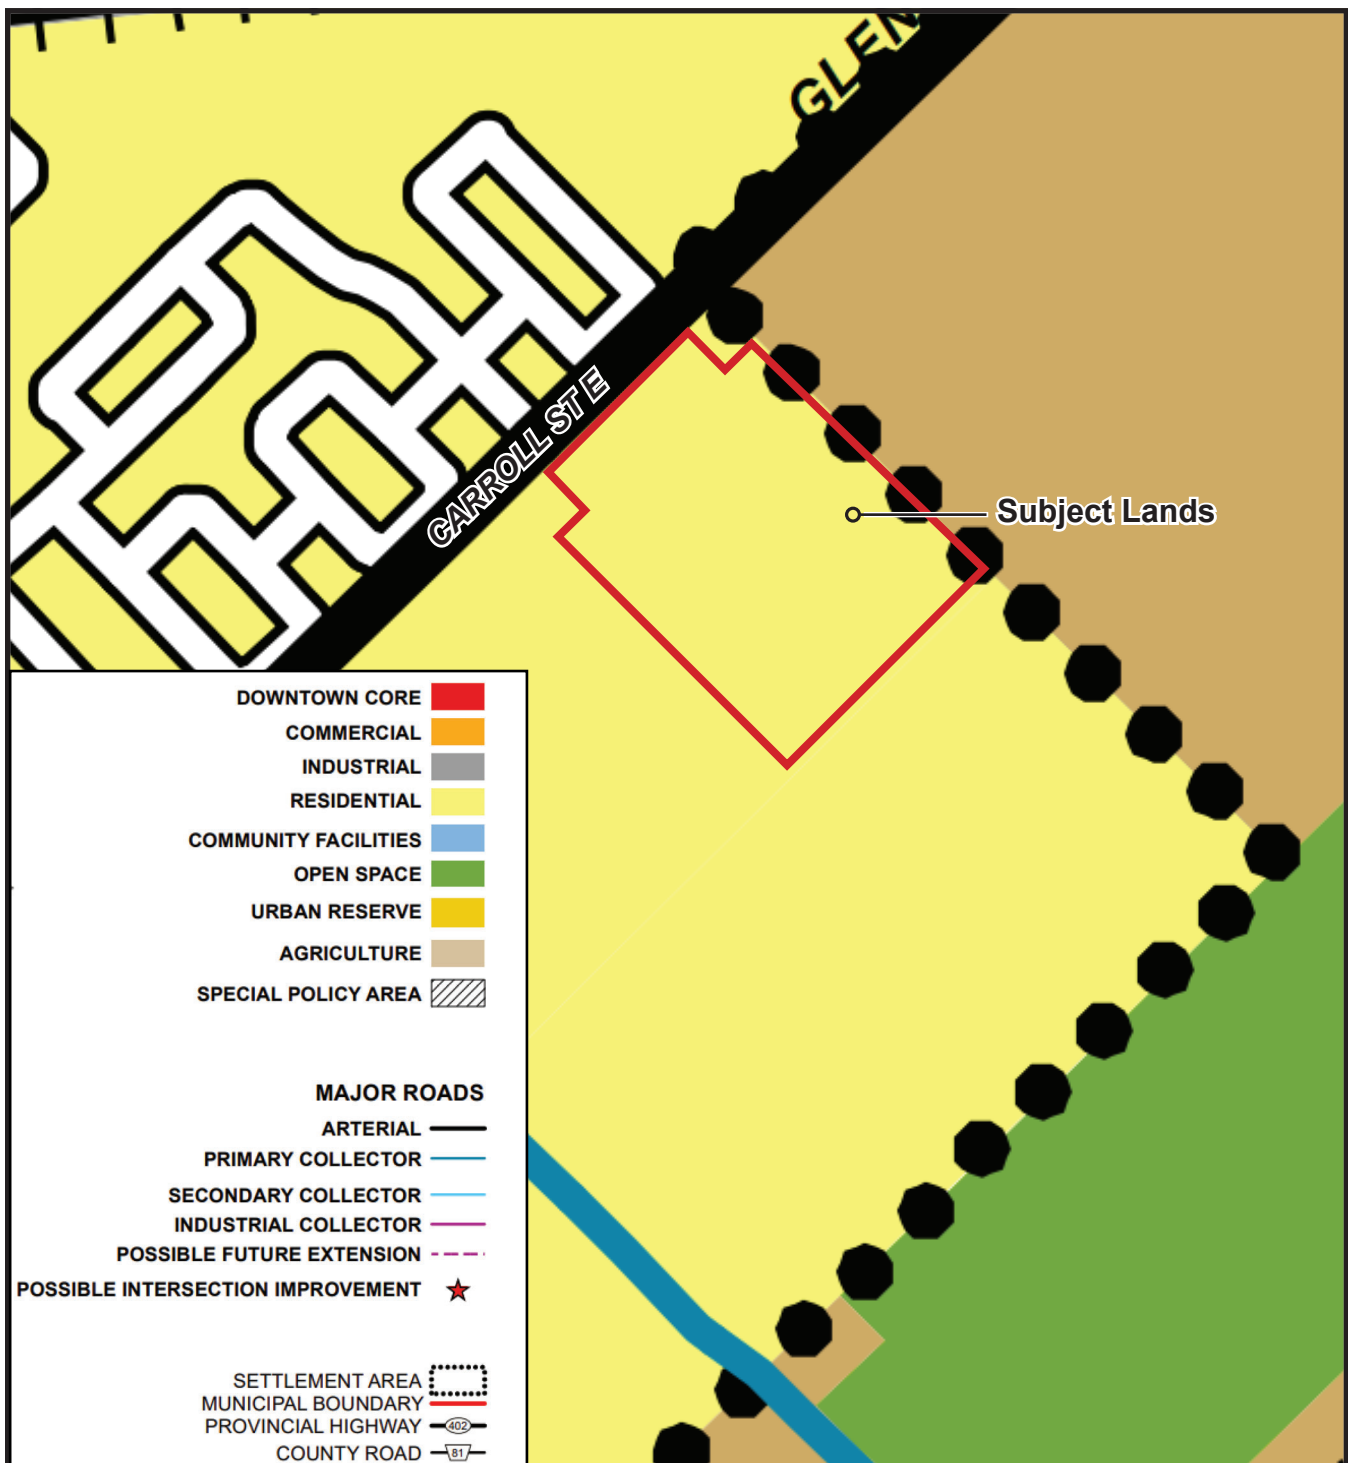 GLEN
CARROLL ST E
Subject Lands
DOWNTOWN CORE
COMMERCIAL
INDUSTRIAL
RESIDENTIAL
COMMUNITY FACILITIES
OPEN SPACE
URBAN RESERVE
AGRICULTURE
SPECIAL POLICY AREA
MAJOR ROADS
ARTERIAL
PRIMARY COLLECTOR
SECONDARY COLLECTOR
INDUSTRIAL COLLECTOR
POSSIBLE FUTURE EXTENSION
POSSIBLE INTERSECTION IMPROVEMENT
SETTLEMENT AREA
MUNICIPAL BOUNDARY
PROVINCIAL HIGHWAY 402
COUNTY ROAD 81